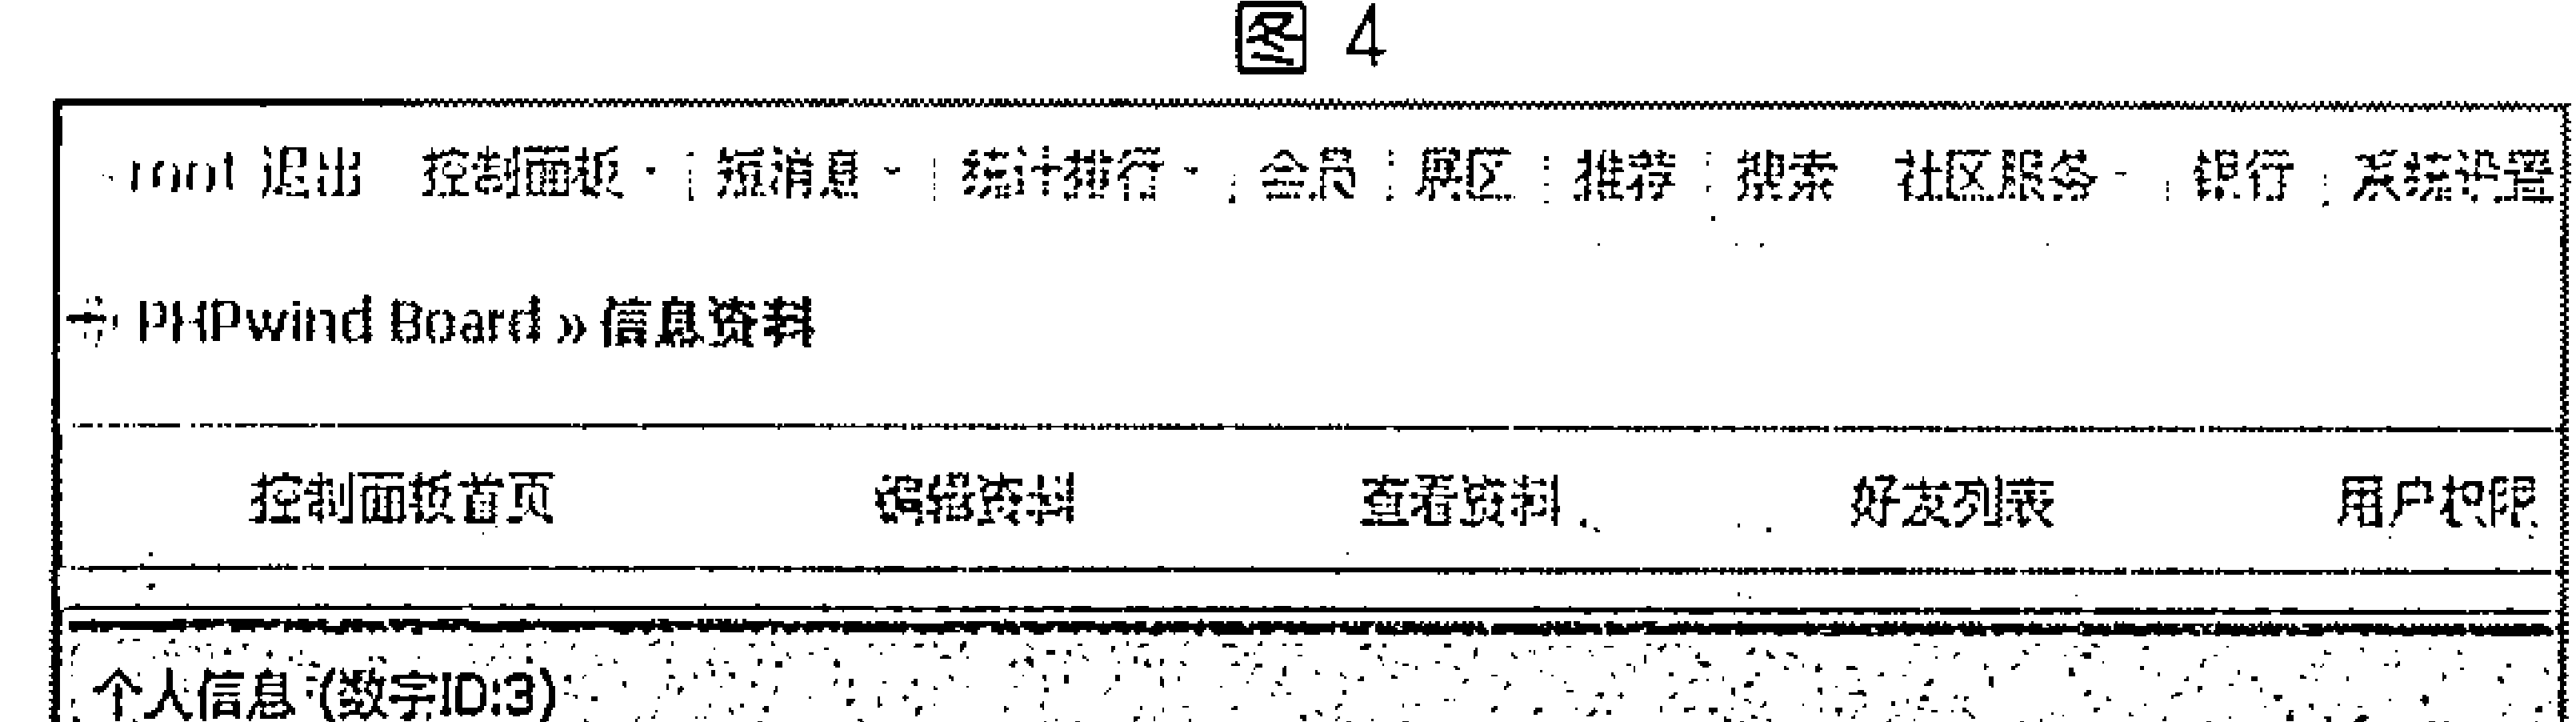 图 4
root 退出 控制面板 短消息 统计排行 会员 展区 推荐 搜索 社区服务 银行 系统设置
PHPwind Board » 信息资料
控制面板首页 编辑资料 查看资料 好友列表 用户权限
个人信息 (数字ID:3)